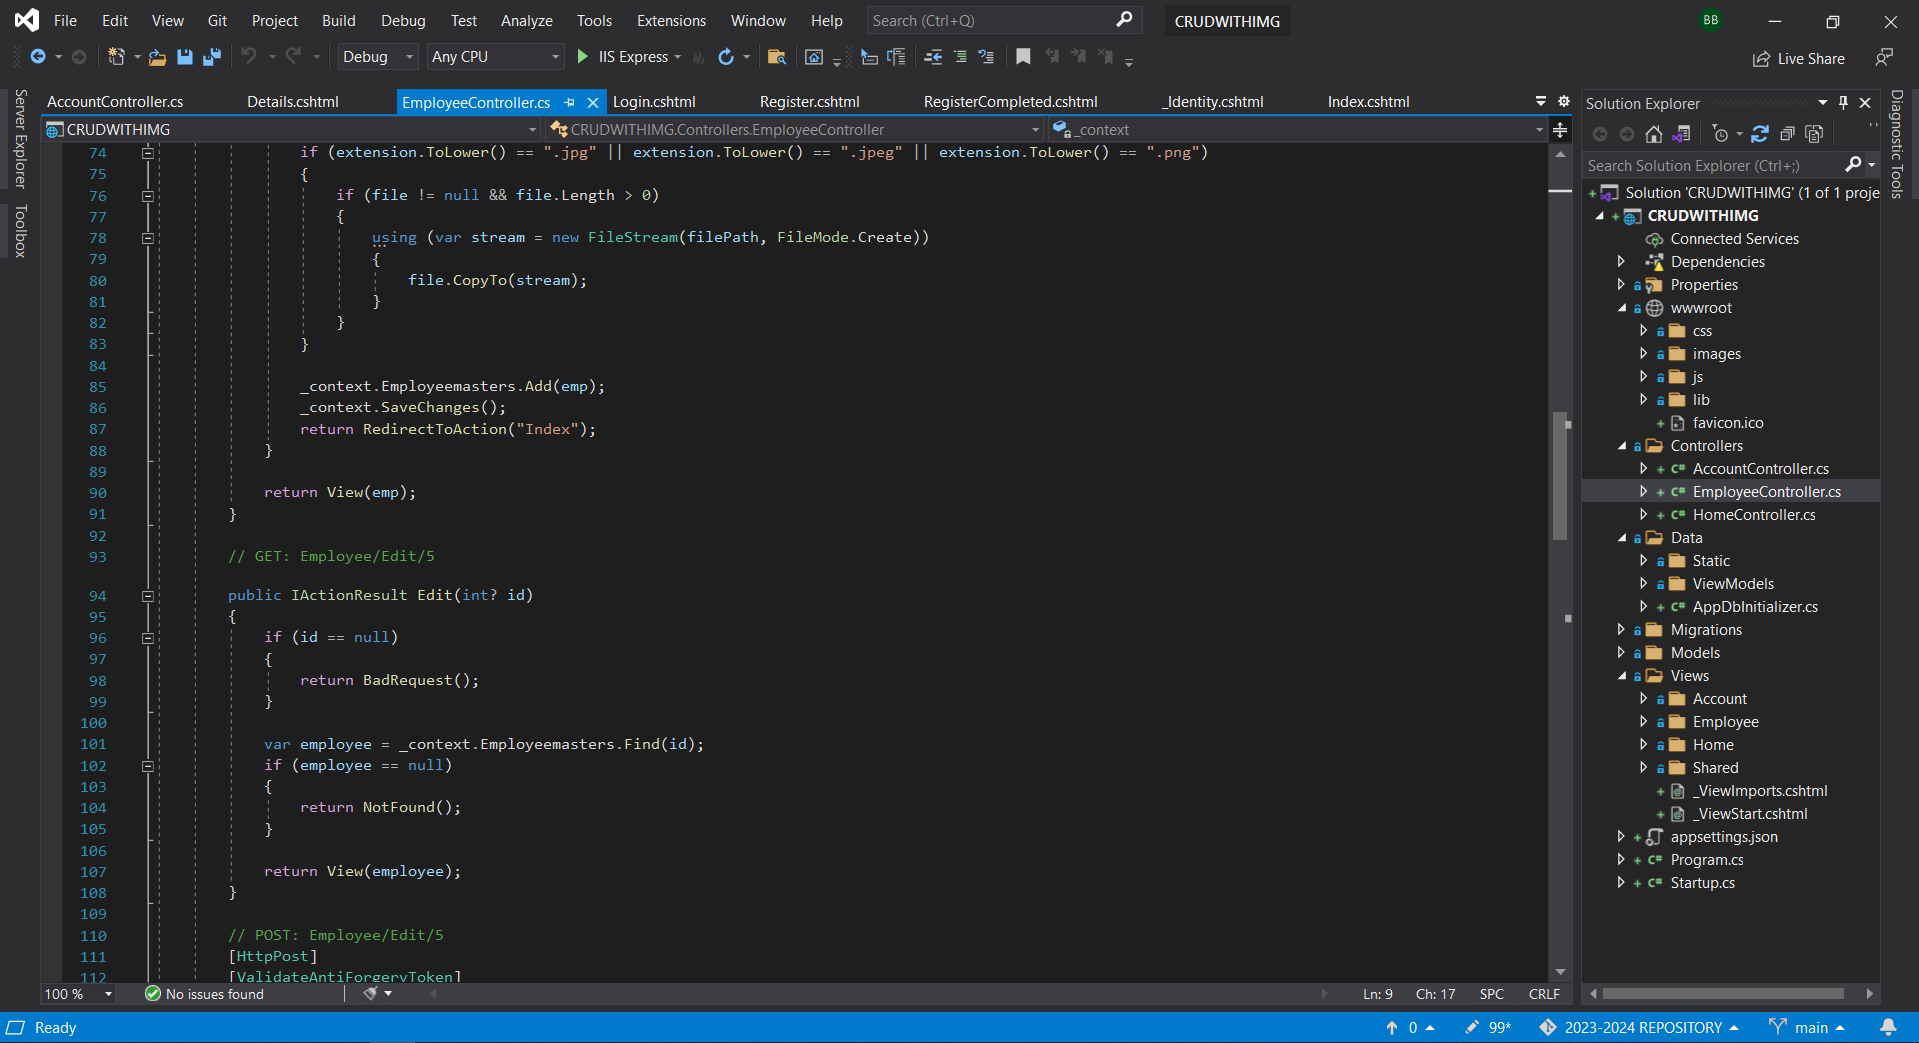 File Edit View Git Project Build Debug Test Analyze Tools Extensions Window Help Search (Ctrl+Q) CRUDWITHIMG BB
Debug Any CPU IIS Express Live Share
AccountController.cs Details.cshtml EmployeeController.cs Login.cshtml Register.cshtml RegisterCompleted.cshtml _Identity.cshtml Index.cshtml
CRUDWITHIMG CRUDWITHIMG.Controllers.EmployeeController _context
Server Explorer
Toolbox
74 if (extension.ToLower() == ".jpg" || extension.ToLower() == ".jpeg" || extension.ToLower() == ".png")
75 {
76 if (file != null && file.Length > 0)
77 {
78 using (var stream = new FileStream(filePath, FileMode.Create))
79 {
80 file.CopyTo(stream);
81 }
82 }
83 }
84
85 _context.Employeemasters.Add(emp);
86 _context.SaveChanges();
87 return RedirectToAction("Index");
88 }
89
90 return View(emp);
91 }
92
93 // GET: Employee/Edit/5
94 public IActionResult Edit(int? id)
95 {
96 if (id == null)
97 {
98 return BadRequest();
99 }
100
101 var employee = _context.Employeemasters.Find(id);
102 if (employee == null)
103 {
104 return NotFound();
105 }
106
107 return View(employee);
108 }
109
110 // POST: Employee/Edit/5
111 [HttpPost]
112 [ValidateAntiForgeryToken]
100 % No issues found Ln: 9 Ch: 17 SPC CRLF
Solution Explorer
Search Solution Explorer (Ctrl+;)
Solution 'CRUDWITHIMG' (1 of 1 proje
CRUDWITHIMG
Connected Services
Dependencies
Properties
wwwroot
css
images
js
lib
favicon.ico
Controllers
C# AccountController.cs
C# EmployeeController.cs
C# HomeController.cs
Data
Static
ViewModels
C# AppDbInitializer.cs
Migrations
Models
Views
Account
Employee
Home
Shared
_ViewImports.cshtml
_ViewStart.cshtml
appsettings.json
C# Program.cs
C# Startup.cs
Diagnostic Tools
Ready 0 99* 2023-2024 REPOSITORY main